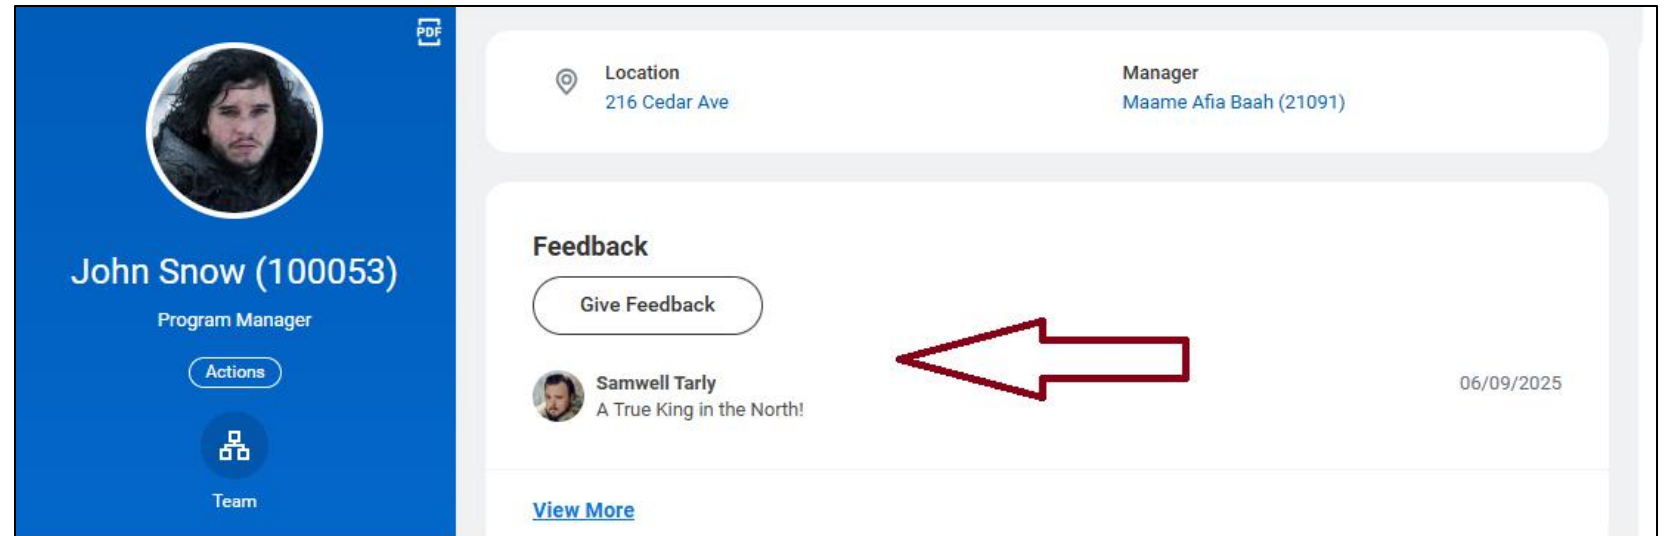 PDF
John Snow (100053)
Program Manager
Actions
Team
Location
216 Cedar Ave
Manager
Maame Afia Baah (21091)
Feedback
Give Feedback
Samwell Tarly
A True King in the North!
06/09/2025
View More